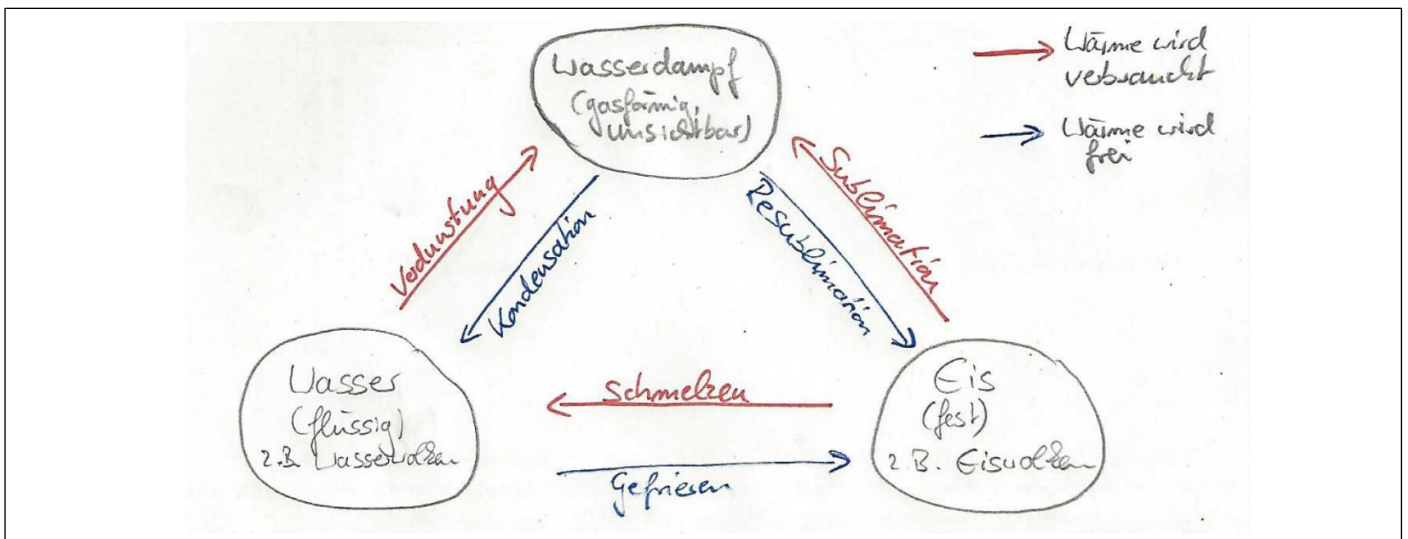 Wasserdampf
(gasförmig,
unsichtbar)
Wärme wird
verbraucht
Wärme wird
frei
Verdunstung
Kondensation
Sublimation
Resublimation
Wasser
(flüssig)
z.B. Wasserwolken
Schmelzen
Gefrieren
Eis
(fest)
z.B. Eiswolken